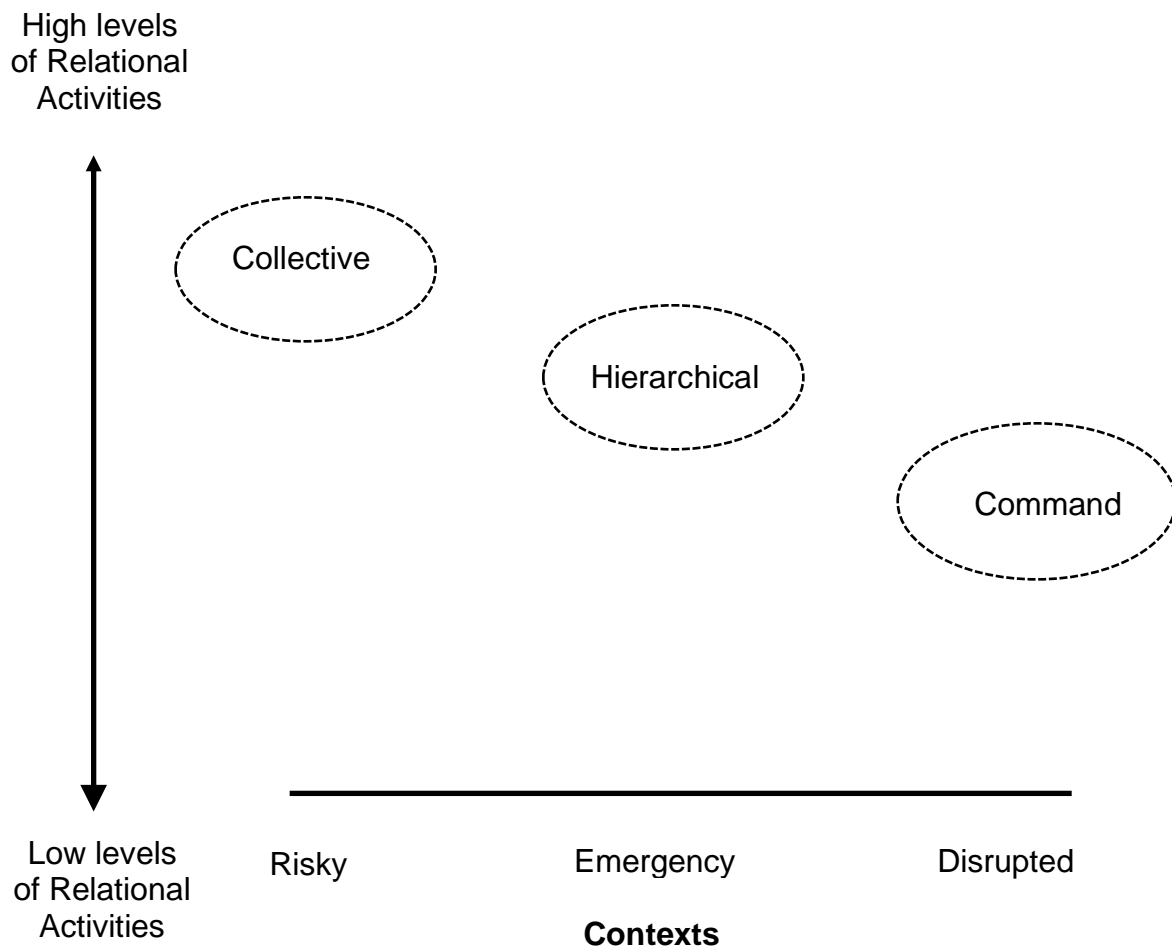 High levels
of Relational
Activities
Collective
Hierarchical
Command
Low levels
of Relational
Activities
Risky
Emergency
Disrupted
Contexts